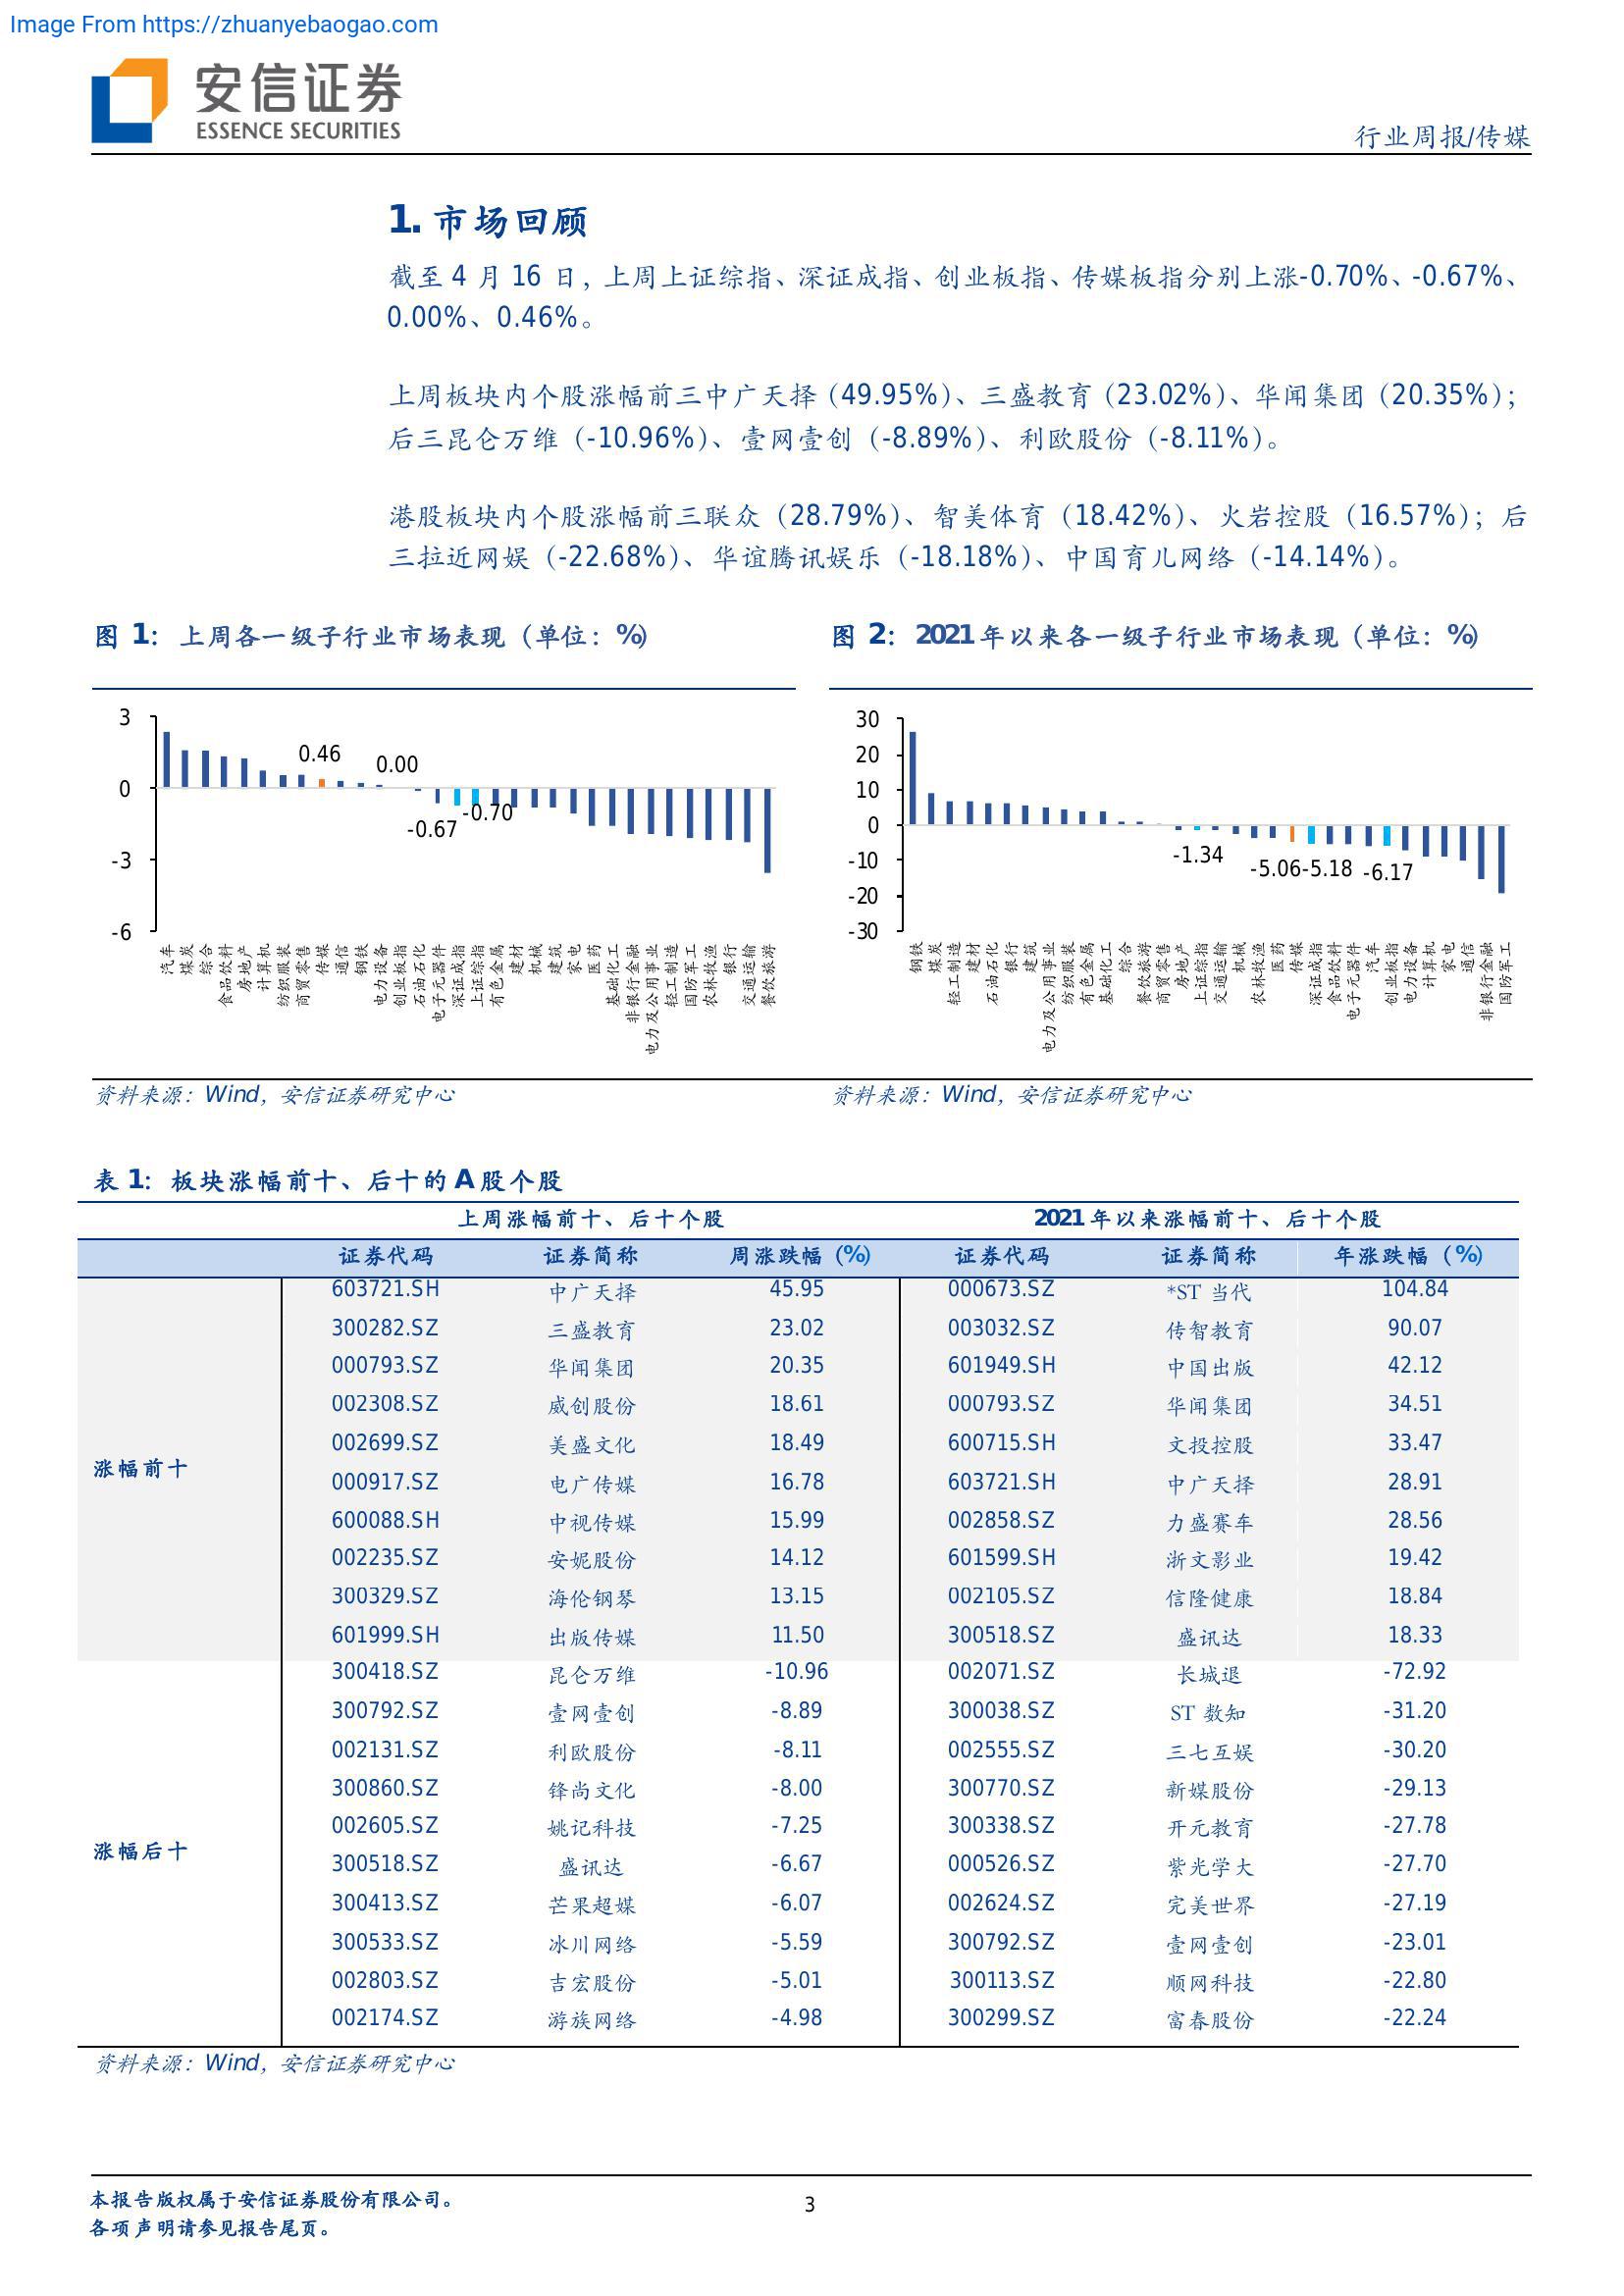 Image From https://zhuanyebaogao.com
安信证券
ESSENCE SECURITIES
行业周报/传媒
1. 市场回顾
截至 4 月 16 日，上周上证综指、深证成指、创业板指、传媒板指分别上涨-0.70%、-0.67%、
0.00%、0.46%。
上周板块内个股涨幅前三中广天择（49.95%）、三盛教育（23.02%）、华闻集团（20.35%）；
后三昆仑万维（-10.96%）、壹网壹创（-8.89%）、利欧股份（-8.11%）。
港股板块内个股涨幅前三联众（28.79%）、智美体育（18.42%）、火岩控股（16.57%）；后
三拉近网娱（-22.68%）、华谊腾讯娱乐（-18.18%）、中国育儿网络（-14.14%）。
图 1：上周各一级子行业市场表现（单位：%）
3
0
-3
-6
0.46
0.00
-0.67
-0.70
汽车
煤炭
综合
食品饮料
房地产
计算机
纺织服装
商贸零售
传媒
通信
钢铁
电力设备
创业板指
石油石化
电子元器件
深证成指
上证综指
有色金属
建材
机械
建筑
家电
医药
基础化工
非银行金融
电力及公用事业
轻工制造
国防军工
农林牧渔
银行
交通运输
餐饮旅游
资料来源：Wind，安信证券研究中心
图 2：2021 年以来各一级子行业市场表现（单位：%）
30
20
10
0
-10
-20
-30
-1.34
-5.06
-5.18
-6.17
钢铁
煤炭
轻工制造
建材
石油石化
银行
建筑
电力及公用事业
纺织服装
有色金属
基础化工
综合
餐饮旅游
商贸零售
房地产
上证综指
交通运输
机械
农林牧渔
医药
传媒
深证成指
食品饮料
电子元器件
汽车
创业板指
电力设备
计算机
家电
通信
非银行金融
国防军工
资料来源：Wind，安信证券研究中心
表 1：板块涨幅前十、后十的 A 股个股
上周涨幅前十、后十个股 2021 年以来涨幅前十、后十个股
证券代码 证券简称 周涨跌幅（%） 证券代码 证券简称 年涨跌幅（%）
涨幅前十
603721.SH 中广天择 45.95 000673.SZ *ST 当代 104.84
300282.SZ 三盛教育 23.02 003032.SZ 传智教育 90.07
000793.SZ 华闻集团 20.35 601949.SH 中国出版 42.12
002308.SZ 威创股份 18.61 000793.SZ 华闻集团 34.51
002699.SZ 美盛文化 18.49 600715.SH 文投控股 33.47
000917.SZ 电广传媒 16.78 603721.SH 中广天择 28.91
600088.SH 中视传媒 15.99 002858.SZ 力盛赛车 28.56
002235.SZ 安妮股份 14.12 601599.SH 浙文影业 19.42
300329.SZ 海伦钢琴 13.15 002105.SZ 信隆健康 18.84
601999.SH 出版传媒 11.50 300518.SZ 盛讯达 18.33
涨幅后十
300418.SZ 昆仑万维 -10.96 002071.SZ 长城退 -72.92
300792.SZ 壹网壹创 -8.89 300038.SZ ST 数知 -31.20
002131.SZ 利欧股份 -8.11 002555.SZ 三七互娱 -30.20
300860.SZ 锋尚文化 -8.00 300770.SZ 新媒股份 -29.13
002605.SZ 姚记科技 -7.25 300338.SZ 开元教育 -27.78
300518.SZ 盛讯达 -6.67 000526.SZ 紫光学大 -27.70
300413.SZ 芒果超媒 -6.07 002624.SZ 完美世界 -27.19
300533.SZ 冰川网络 -5.59 300792.SZ 壹网壹创 -23.01
002803.SZ 吉宏股份 -5.01 300113.SZ 顺网科技 -22.80
002174.SZ 游族网络 -4.98 300299.SZ 富春股份 -22.24
资料来源：Wind，安信证券研究中心
本报告版权属于安信证券股份有限公司。
各项声明请参见报告尾页。
3